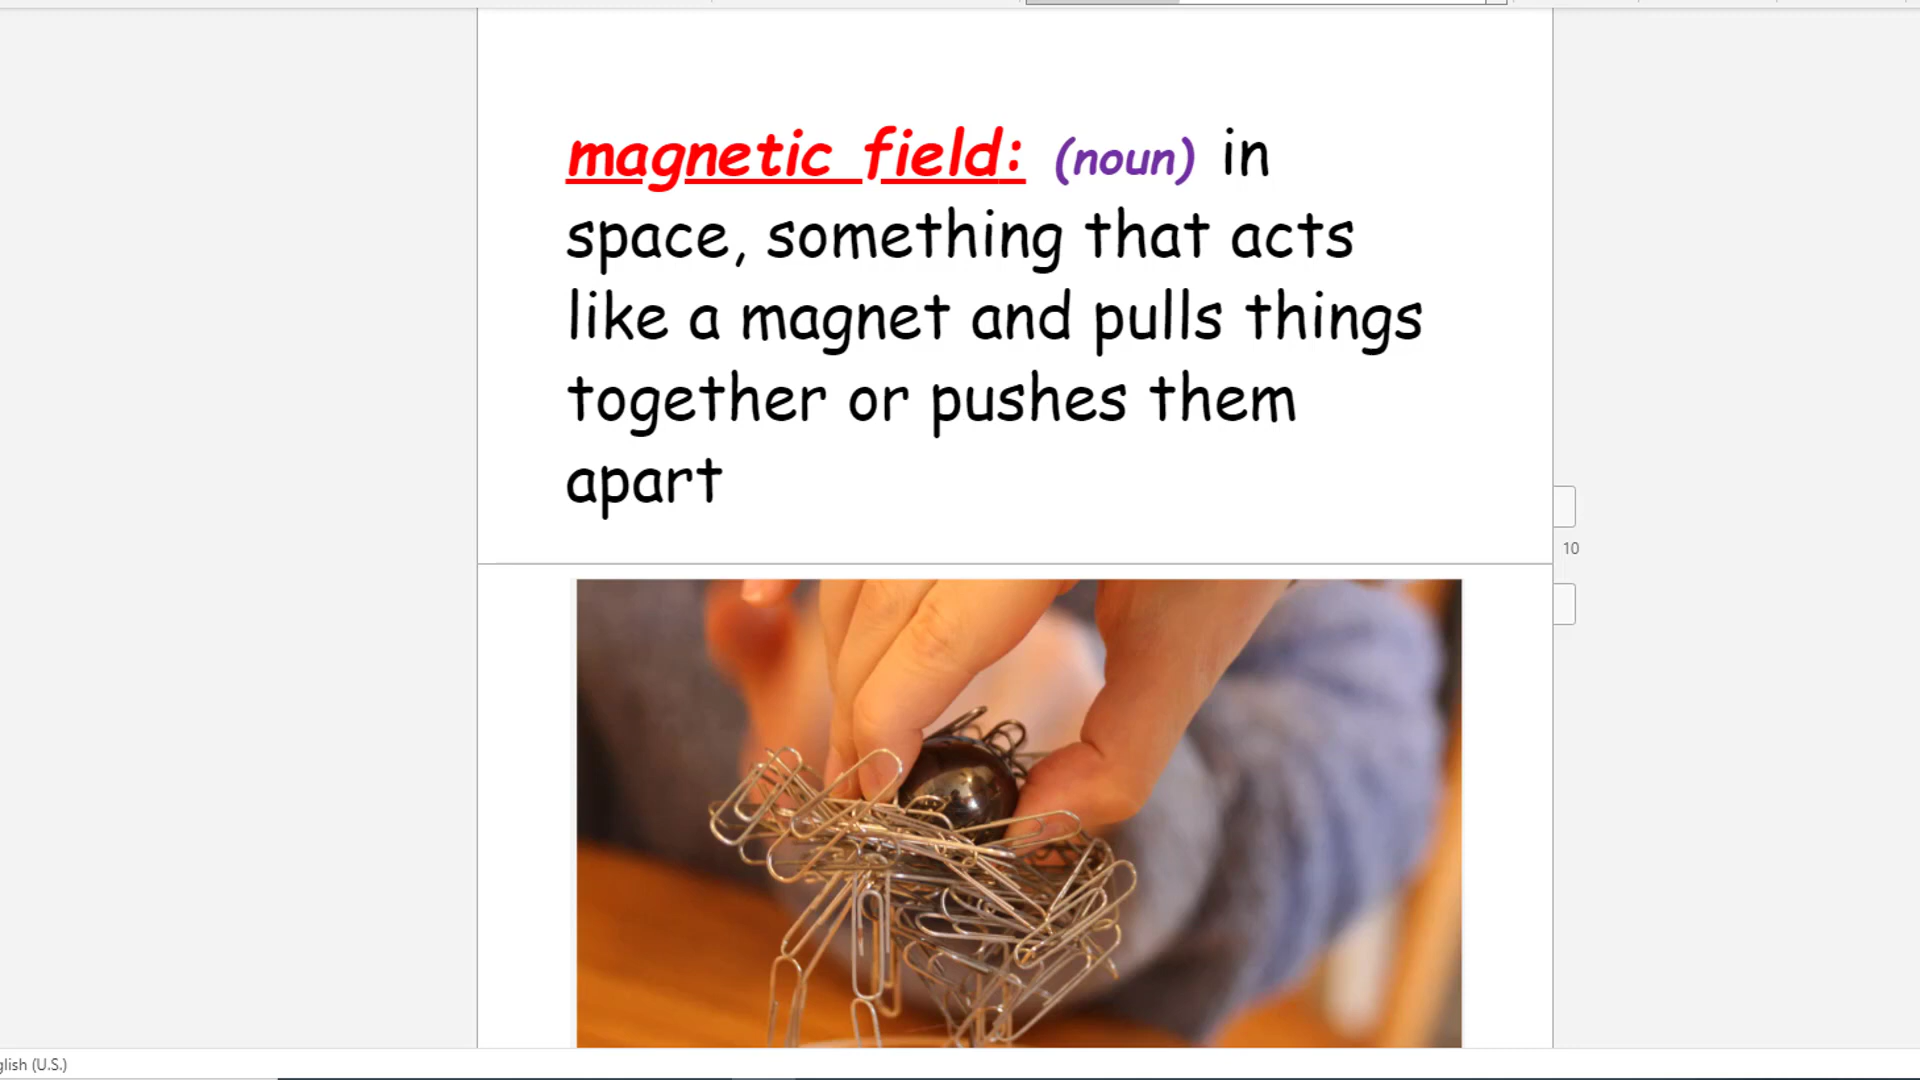 magnetic field: (noun) in
space, something that acts
like a magnet and pulls things
together or pushes them
apart
10
glish (U.S.)